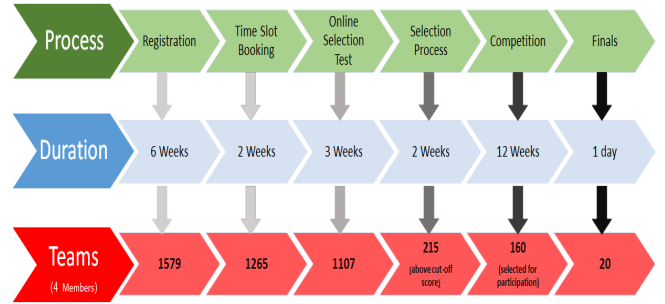 Process
Registration
Time Slot
Booking
Online
Selection
Test
Selection
Process
Competition
Finals
Duration
6 Weeks
2 Weeks
3 Weeks
2 Weeks
12 Weeks
1 day
Teams
(4 Members)
1579
1265
1107
215
(above cut-off
score)
160
(selected for
participation)
20